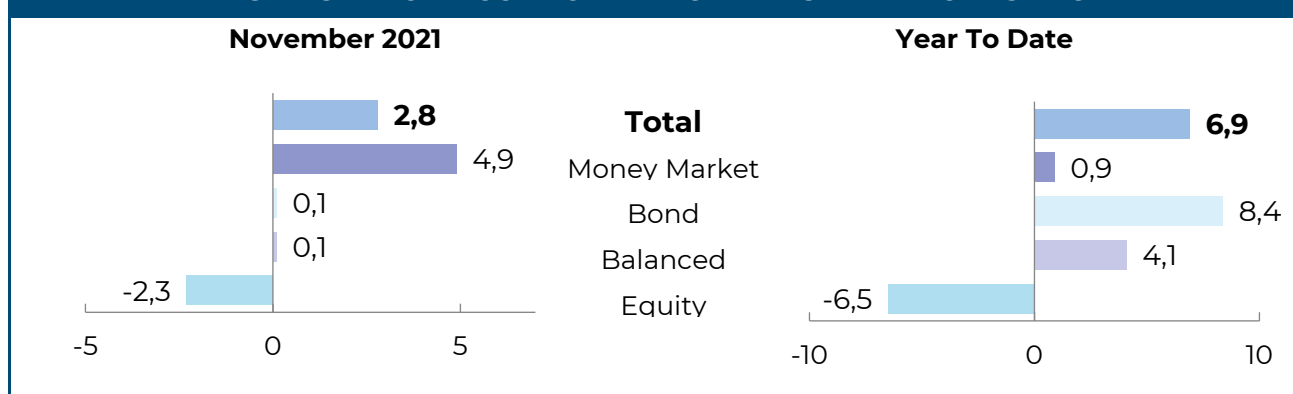 November 2021
Year To Date
2,8
Total
6,9
4,9
Money Market
0,9
0,1
Bond
8,4
0,1
Balanced
4,1
-2,3
Equity
-6,5
-5
0
5
-10
0
10